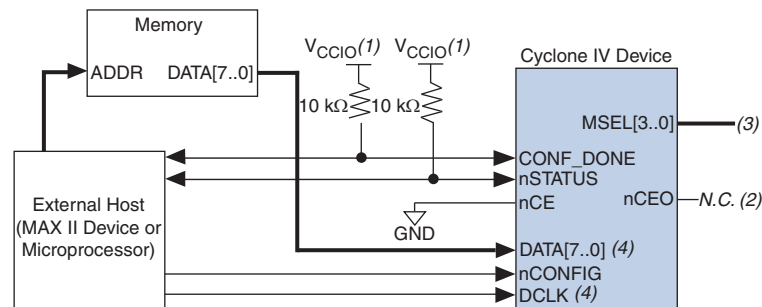 Memory
ADDR DATA[7..0]
VCCIO(1) VCCIO(1)
10 kΩ 10 kΩ
Cyclone IV Device
MSEL[3..0] (3)
CONF_DONE
nSTATUS
nCE nCEO N.C. (2)
GND
External Host
(MAX II Device or
Microprocessor)
DATA[7..0] (4)
nCONFIG
DCLK (4)